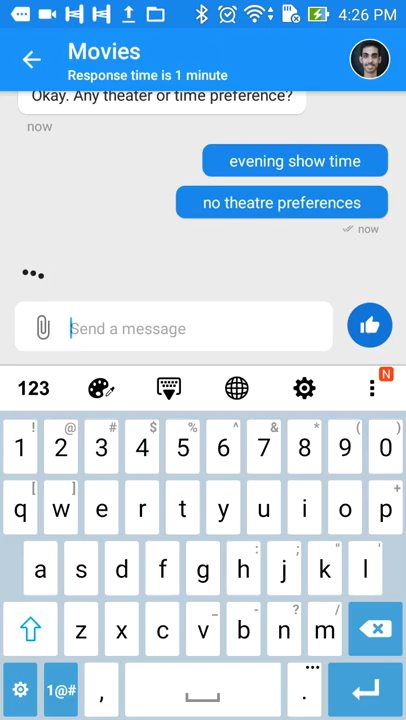 4:26 PM
Movies
Response time is 1 minute
Okay. Any theater or time preference?
now
evening show time
no theatre preferences
now
Send a message
N
123
! @ # $ % ^ & * ( )
1 2 3 4 5 6 7 8 9 0
[ ] +
q w e r t y u i o p
: ; " '
a s d f g h j k l
_ - ? /
z x c v b n m
1@# , .